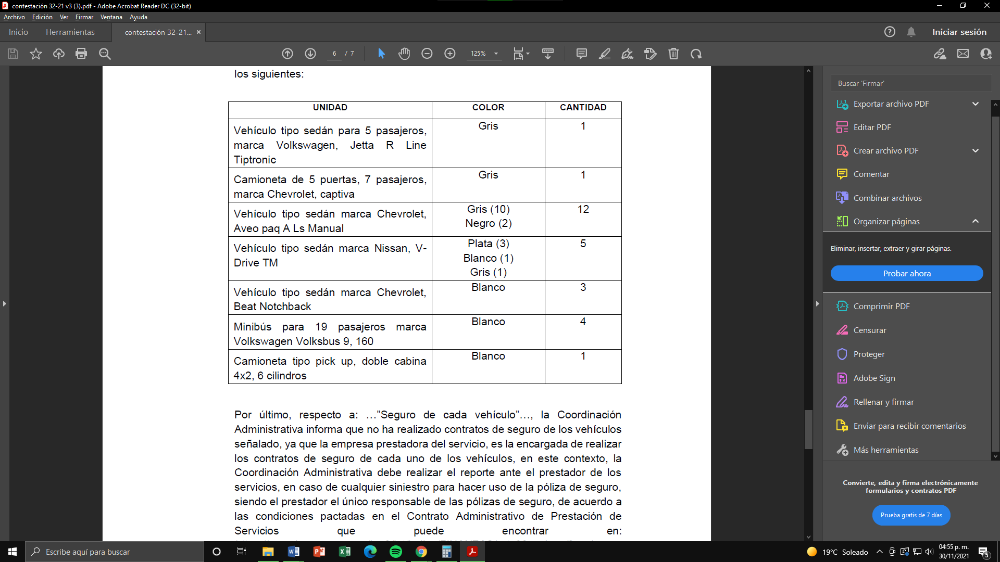 contestación 32-21 v3 (3).pdf - Adobe Acrobat Reader DC (32-bit)
Archivo Edición Ver Firmar Ventana Ayuda
Inicio Herramientas contestación 32-21... × Iniciar sesión
6 / 7 125%
los siguientes:
UNIDAD COLOR CANTIDAD
Vehículo tipo sedán para 5 pasajeros, Gris 1
marca Volkswagen, Jetta R Line
Tiptronic
Camioneta de 5 puertas, 7 pasajeros, Gris 1
marca Chevrolet, captiva
Vehículo tipo sedán marca Chevrolet, Gris (10) 12
Aveo paq A Ls Manual Negro (2)
Vehículo tipo sedán marca Nissan, V- Plata (3) 5
Drive TM Blanco (1)
Gris (1)
Vehículo tipo sedán marca Chevrolet, Blanco 3
Beat Notchback
Minibús para 19 pasajeros marca Blanco 4
Volkswagen Volksbus 9, 160
Camioneta tipo pick up, doble cabina Blanco 1
4x2, 6 cilindros
Por último, respecto a: …”Seguro de cada vehículo”…, la Coordinación
Administrativa informa que no ha realizado contratos de seguro de los vehículos
señalado, ya que la empresa prestadora del servicio, es la encargada de realizar
los contratos de seguro de cada uno de los vehículos, en este contexto, la
Coordinación Administrativa debe realizar el reporte ante el prestador de los
servicios, en caso de cualquier siniestro para hacer uso de la póliza de seguro,
siendo el prestador el único responsable de las pólizas de seguro, de acuerdo a
las condiciones pactadas en el Contrato Administrativo de Prestación de
Servicios que puede encontrar en:
Buscar 'Firmar'
Exportar archivo PDF
Editar PDF
Crear archivo PDF
Comentar
Combinar archivos
Organizar páginas
Eliminar, insertar, extraer y girar páginas.
Probar ahora
Comprimir PDF
Censurar
Proteger
Adobe Sign
Rellenar y firmar
Enviar para recibir comentarios
Más herramientas
Convierte, edita y firma electrónicamente
formularios y contratos PDF
Prueba gratis de 7 días
Escribe aquí para buscar
19°C Soleado
04:55 p. m.
30/11/2021
5